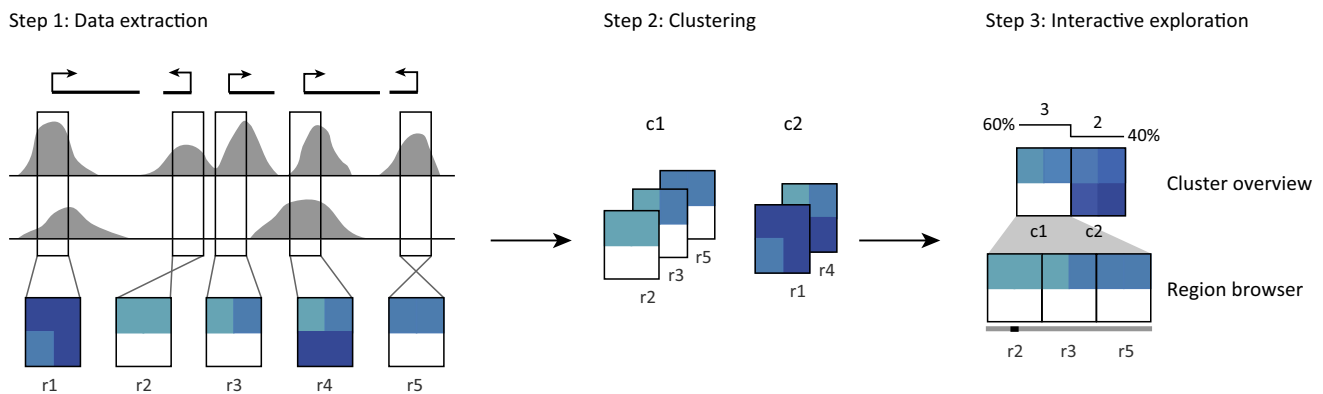 Step 1: Data extraction
Step 2: Clustering
Step 3: Interactive exploration
r1
r2
r3
r4
r5
c1
c2
r2
r3
r5
r1
r4
60%
3
2
40%
Cluster overview
c1
c2
Region browser
r2
r3
r5